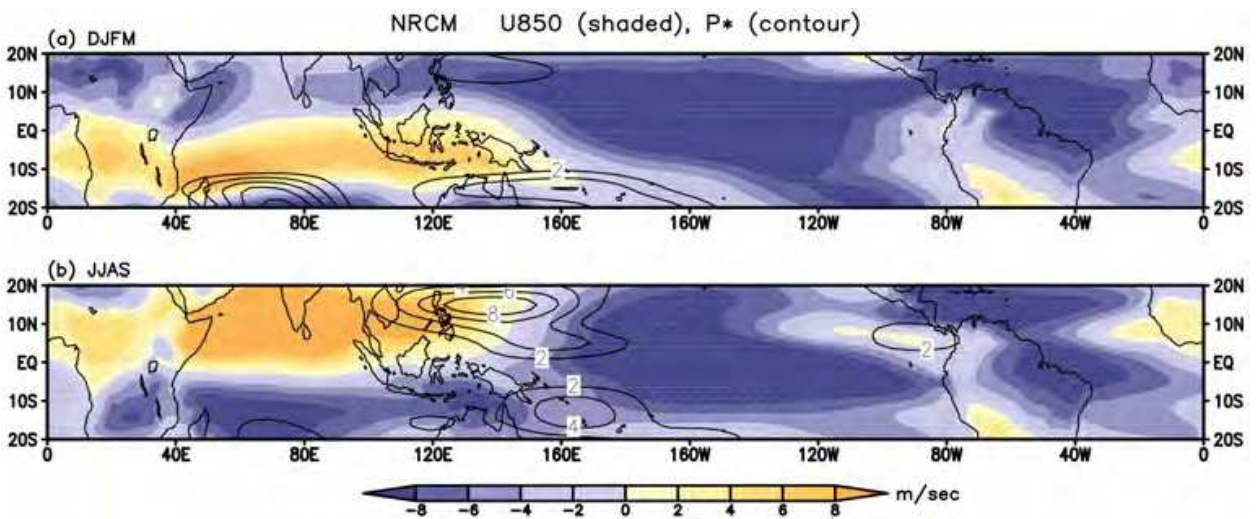 NRCM U850 (shaded), P* (contour)
(a) DJFM
20N 20N
10N 10N
EQ EQ
10S 10S
20S 20S
2
0 40E 80E 120E 160E 160W 120W 80W 40W 0
(b) JJAS
20N 20N
10N 10N
EQ EQ
10S 10S
20S 20S
6
8
2
2
2
4
0 40E 80E 120E 160E 160W 120W 80W 40W 0
-8 -6 -4 -2 0 2 4 6 8 m/sec